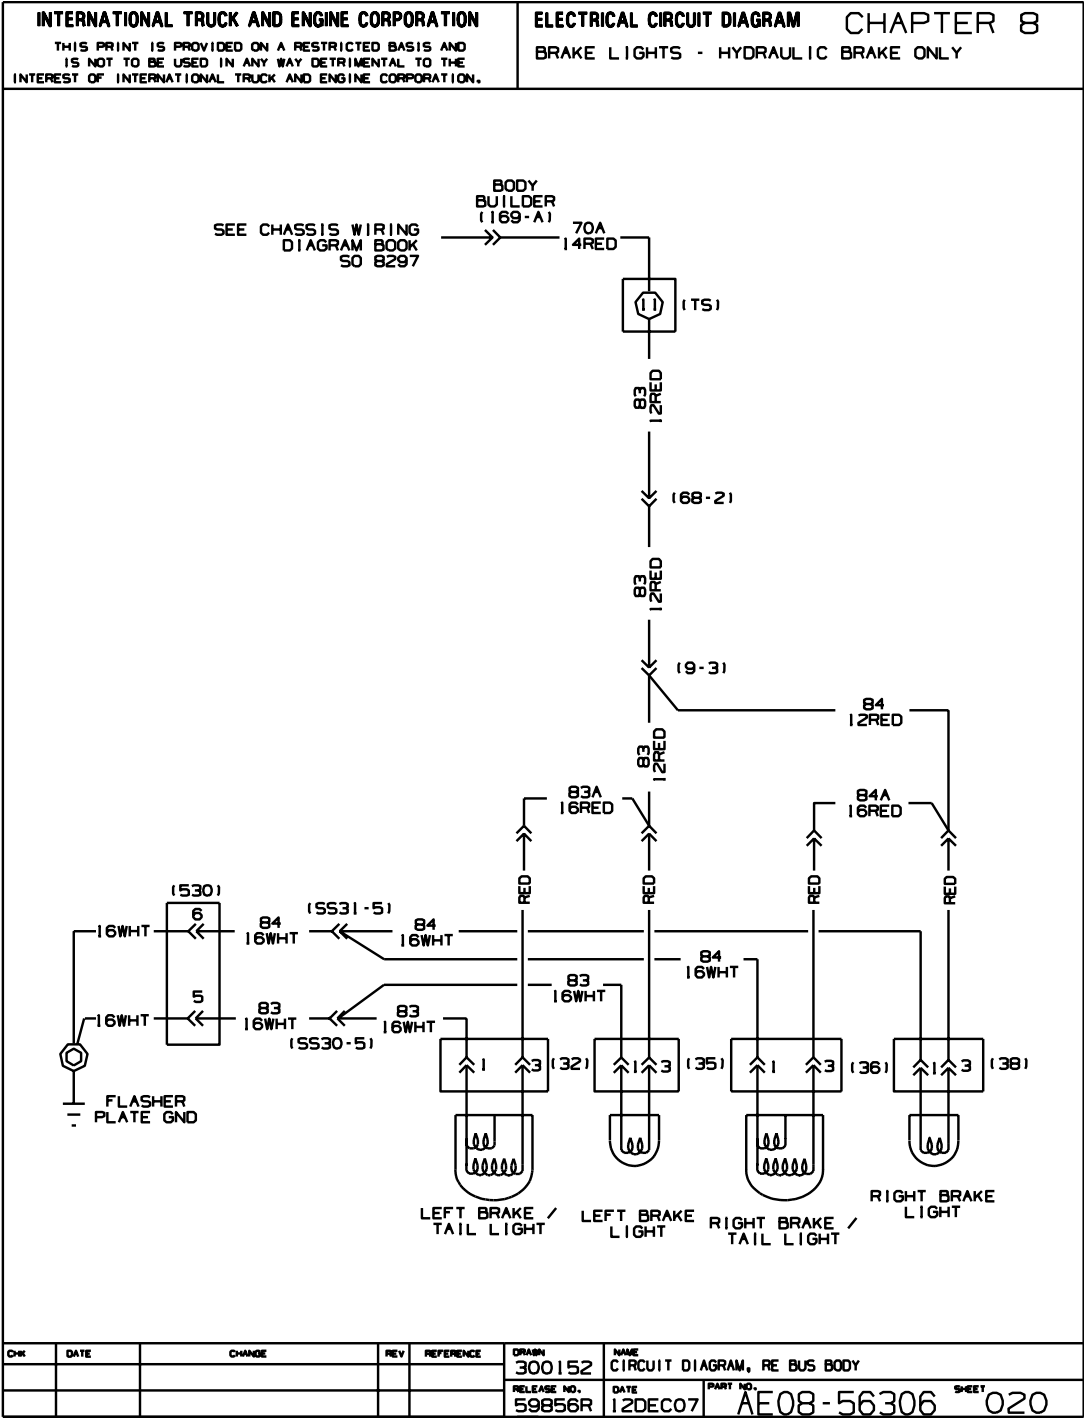 INTERNATIONAL TRUCK AND ENGINE CORPORATION
THIS PRINT IS PROVIDED ON A RESTRICTED BASIS AND
IS NOT TO BE USED IN ANY WAY DETRIMENTAL TO THE
INTEREST OF INTERNATIONAL TRUCK AND ENGINE CORPORATION.
ELECTRICAL CIRCUIT DIAGRAM CHAPTER 8
BRAKE LIGHTS - HYDRAULIC BRAKE ONLY
BODY
BUILDER
(169-A)
SEE CHASSIS WIRING
DIAGRAM BOOK
SO 8297
70A
14RED
11
(TS)
83
12RED
(68-2)
83
12RED
(9-3)
84
12RED
83
12RED
83A
16RED
84A
16RED
RED
RED
RED
RED
(530)
6
16WHT
84
16WHT
(SS31-5)
84
16WHT
84
16WHT
83
16WHT
5
16WHT
83
16WHT
(SS30-5)
83
16WHT
1
3
(32)
1
3
(35)
1
3
(36)
1
3
(38)
FLASHER
PLATE GND
LEFT BRAKE /
TAIL LIGHT
LEFT BRAKE
LIGHT
RIGHT BRAKE /
TAIL LIGHT
RIGHT BRAKE
LIGHT
CHK DATE CHANGE REV REFERENCE
DRAWN
300152
NAME
CIRCUIT DIAGRAM, RE BUS BODY
RELEASE NO.
59856R
DATE
12DEC07
PART NO.
AE08-56306
SHEET
020